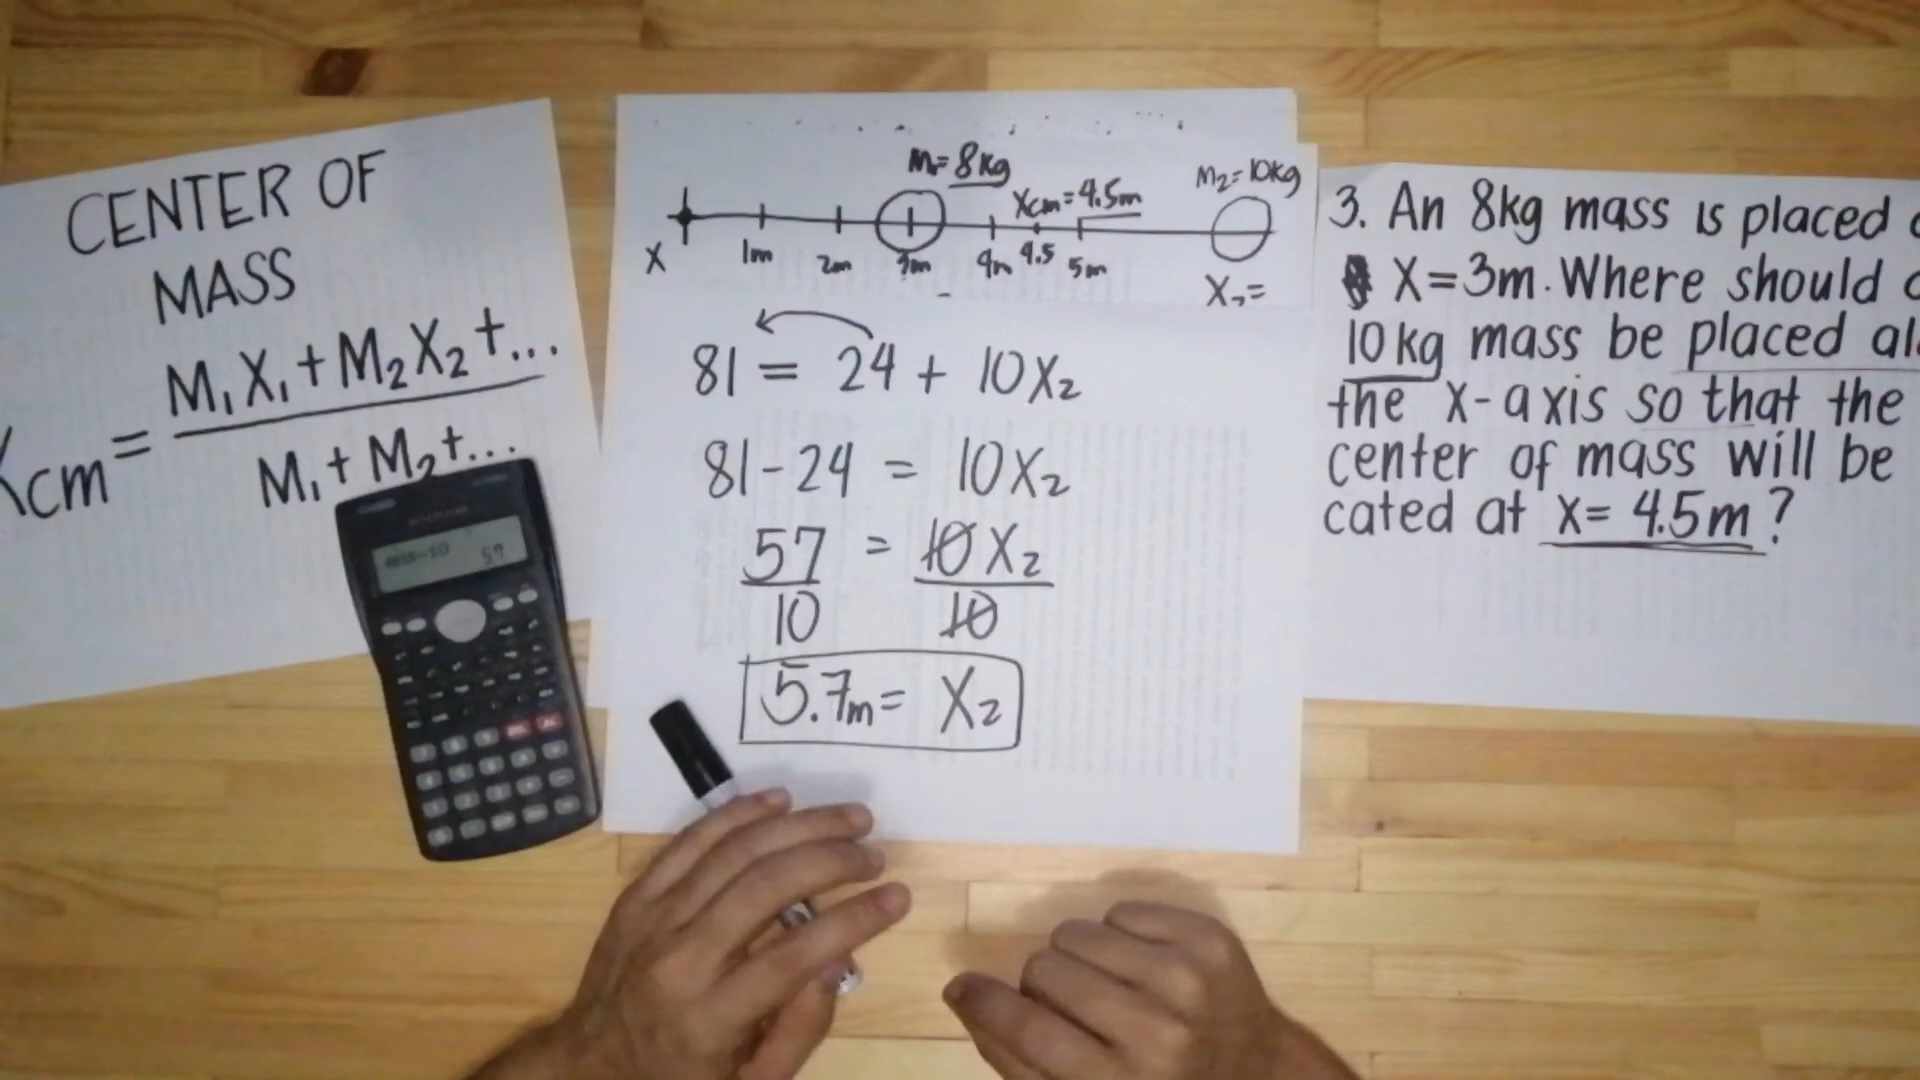 CENTER OF
MASS
Xcm = M₁X₁ + M₂X₂ + ...
M₁ + M₂ + ...
57
M₁= 8kg
Xcm = 4.5m
M₂= 10kg
X
1m
2m
3m
4m
4.5
5m
X₂=
81 = 24 + 10X₂
81-24 = 10X₂
57 = 10X₂
10 10
5.7m = X₂
3. An 8kg mass is placed
X=3m. Where should
10kg mass be placed al
the x-axis so that the
center of mass will be
cated at x= 4.5m?